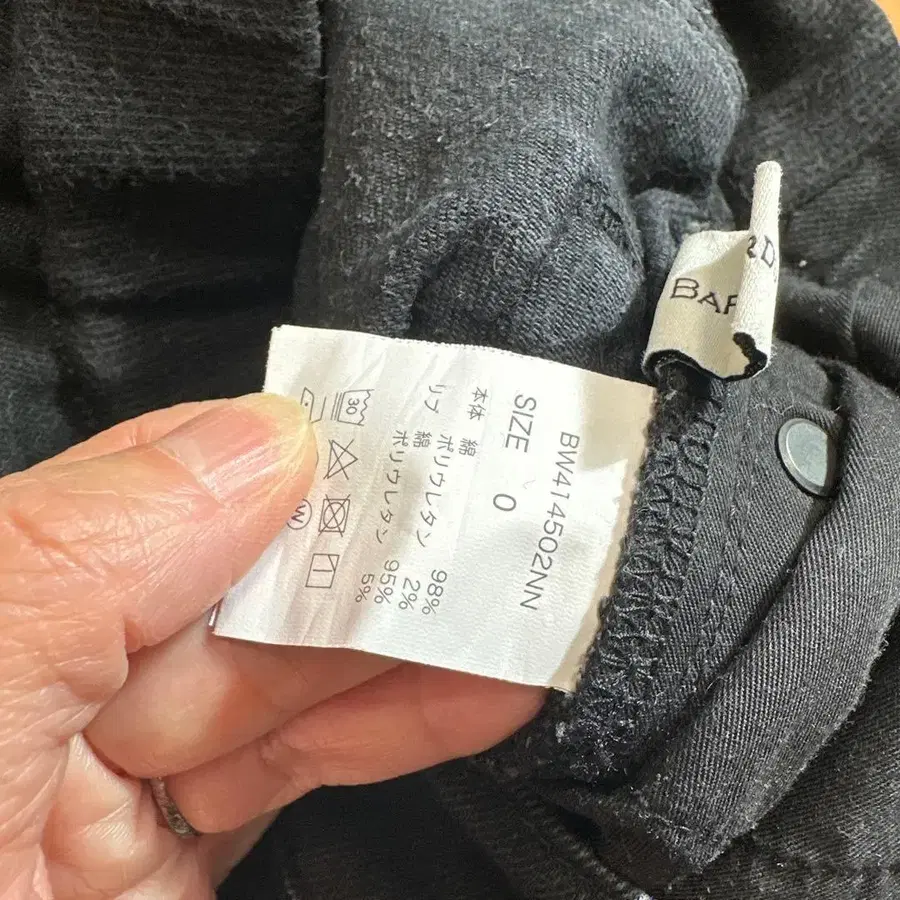 BW414502NN
SIZE 0
本体 綿 98%
ポリウレタン 2%
リブ 綿 95%
ポリウレタン 5%
30
W